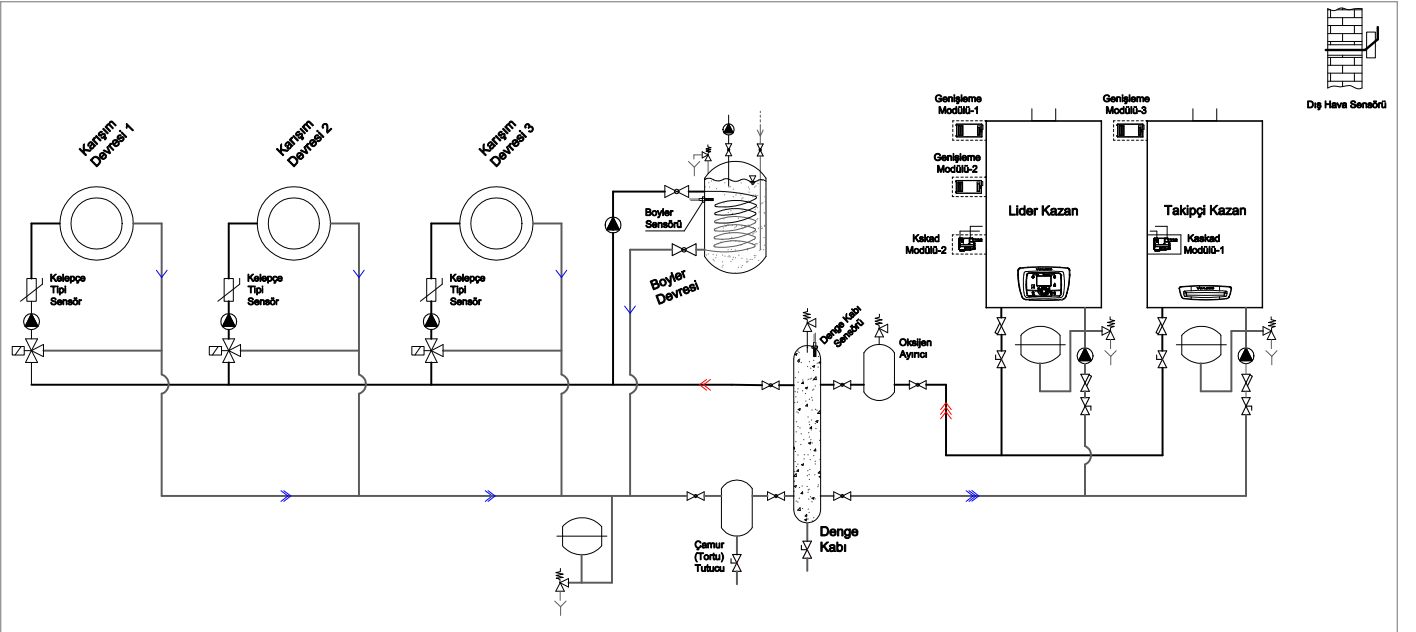 Dış Hava Sensörü
Genişleme
Modülü-1
Genişleme
Modülü-3
Karışım
Devresi 1
Karışım
Devresi 2
Karışım
Devresi 3
Genişleme
Modülü-2
Boyler
Sensörü
Lider Kazan
Takipçi Kazan
Kskad
Modülü-2
Kaskad
Modülü-1
Kelepçe
Tipi
Sensör
Kelepçe
Tipi
Sensör
Kelepçe
Tipi
Sensör
Boyler
Devresi
Denge Kabı
Sensörü
Oksijen
Ayırıcı
Denge
Kabı
Çamur
(Tortu)
Tutucu